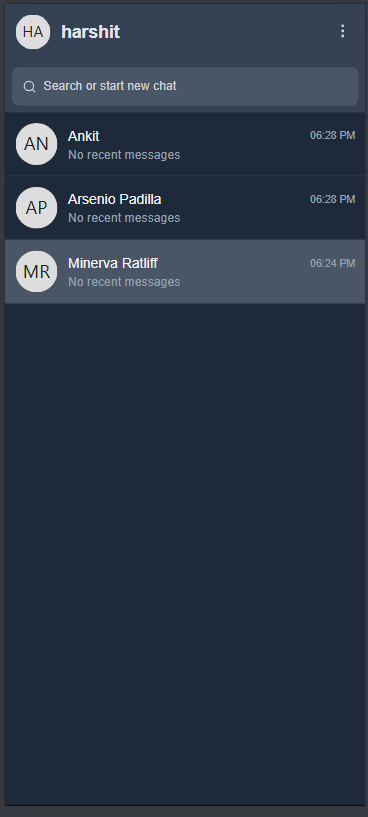 HA harshit
Search or start new chat
AN Ankit 06:28 PM
No recent messages
AP Arsenio Padilla 06:28 PM
No recent messages
MR Minerva Ratliff 06:24 PM
No recent messages